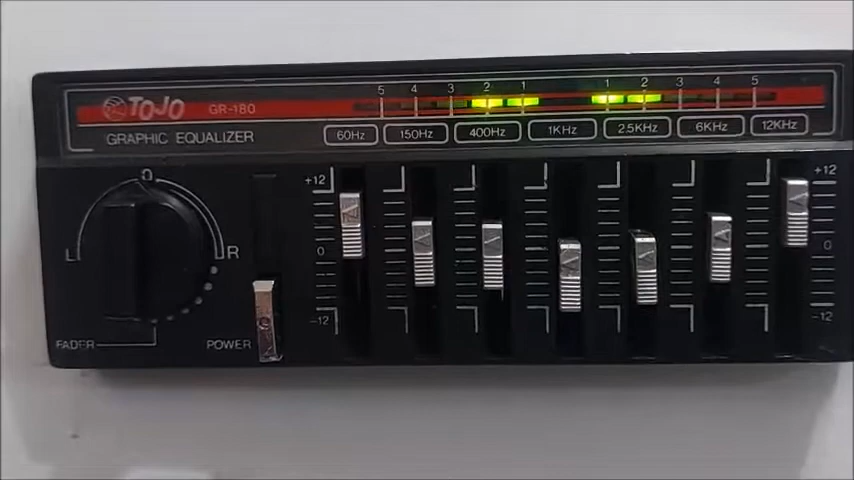 5 4 3 2 1 1 2 3 4 5
TOJO GR-180
GRAPHIC EQUALIZER
60Hz 150Hz 400Hz 1KHz 2.5KHz 6KHz 12KHz
0 +12 +12
L R 0 0
-12 -12
FADER POWER